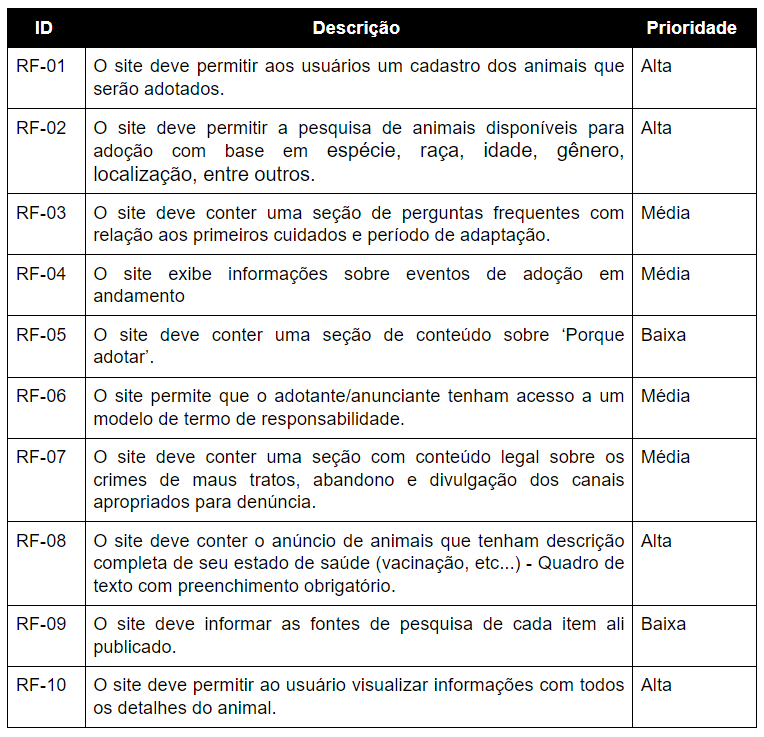 ID Descrição Prioridade
RF-01 O site deve permitir aos usuários um cadastro dos animais que Alta
serão adotados.
RF-02 O site deve permitir a pesquisa de animais disponíveis para Alta
adoção com base em espécie, raça, idade, gênero,
localização, entre outros.
RF-03 O site deve conter uma seção de perguntas frequentes com Média
relação aos primeiros cuidados e período de adaptação.
RF-04 O site exibe informações sobre eventos de adoção em Média
andamento
RF-05 O site deve conter uma seção de conteúdo sobre ‘Porque Baixa
adotar’.
RF-06 O site permite que o adotante/anunciante tenham acesso a um Média
modelo de termo de responsabilidade.
RF-07 O site deve conter uma seção com conteúdo legal sobre os Média
crimes de maus tratos, abandono e divulgação dos canais
apropriados para denúncia.
RF-08 O site deve conter o anúncio de animais que tenham descrição Alta
completa de seu estado de saúde (vacinação, etc...) - Quadro de
texto com preenchimento obrigatório.
RF-09 O site deve informar as fontes de pesquisa de cada item ali Baixa
publicado.
RF-10 O site deve permitir ao usuário visualizar informações com todos Alta
os detalhes do animal.